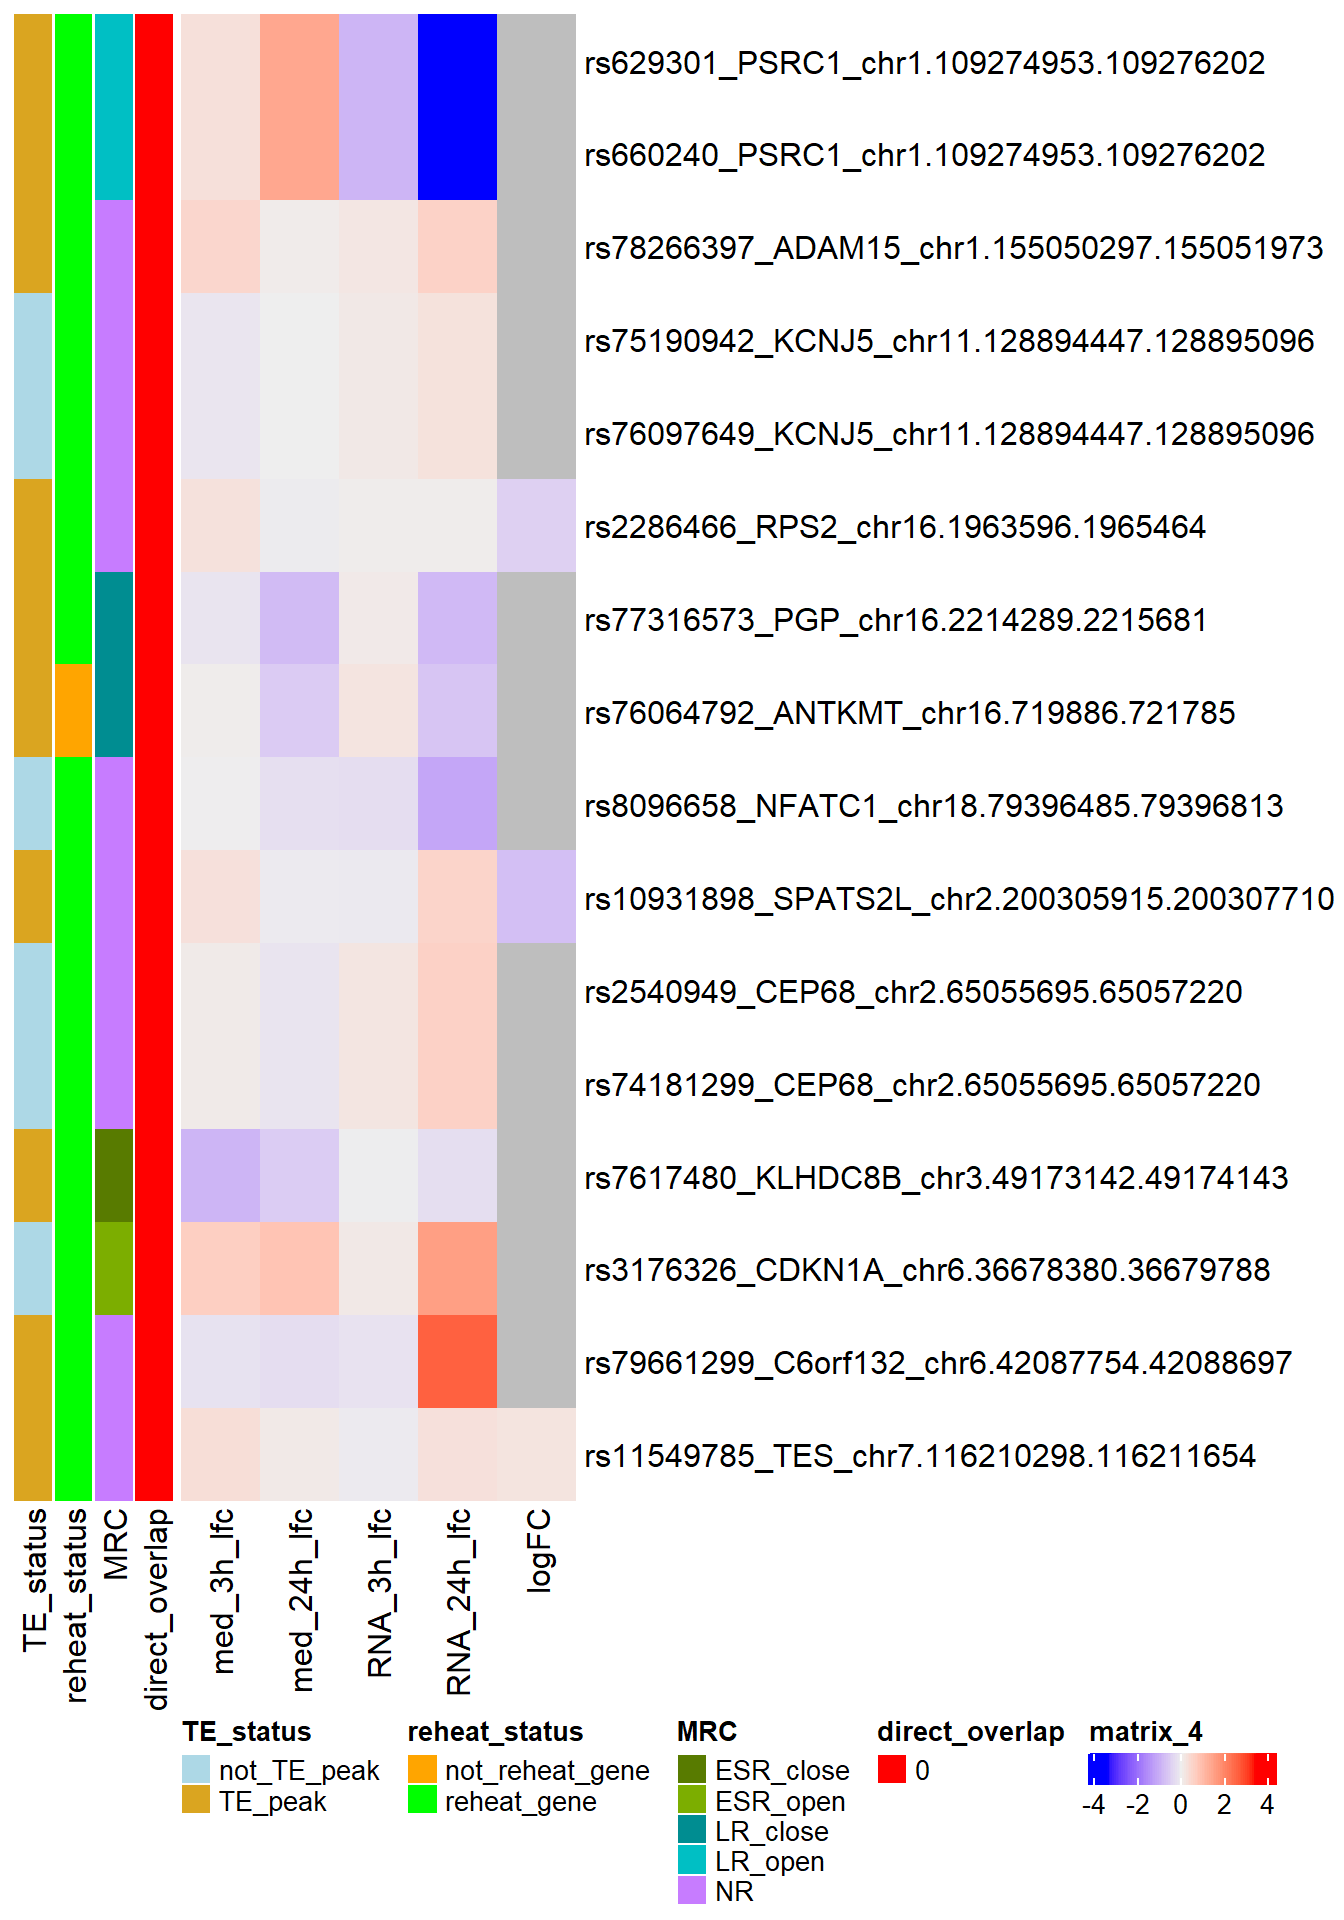 rs629301_PSRC1_chr1.109274953.109276202
rs660240_PSRC1_chr1.109274953.109276202
rs78266397_ADAM15_chr1.155050297.155051973
rs75190942_KCNJ5_chr11.128894447.128895096
rs76097649_KCNJ5_chr11.128894447.128895096
rs2286466_RPS2_chr16.1963596.1965464
rs77316573_PGP_chr16.2214289.2215681
rs76064792_ANTKMT_chr16.719886.721785
rs8096658_NFATC1_chr18.79396485.79396813
rs10931898_SPATS2L_chr2.200305915.200307710
rs2540949_CEP68_chr2.65055695.65057220
rs74181299_CEP68_chr2.65055695.65057220
rs7617480_KLHDC8B_chr3.49173142.49174143
rs3176326_CDKN1A_chr6.36678380.36679788
rs79661299_C6orf132_chr6.42087754.42088697
rs11549785_TES_chr7.116210298.116211654
TE_status
reheat_status
MRC
direct_overlap
med_3h_lfc
med_24h_lfc
RNA_3h_lfc
RNA_24h_lfc
logFC
TE_status
not_TE_peak
TE_peak
reheat_status
not_reheat_gene
reheat_gene
MRC
ESR_close
ESR_open
LR_close
LR_open
NR
direct_overlap
0
matrix_4
-4 -2 0 2 4